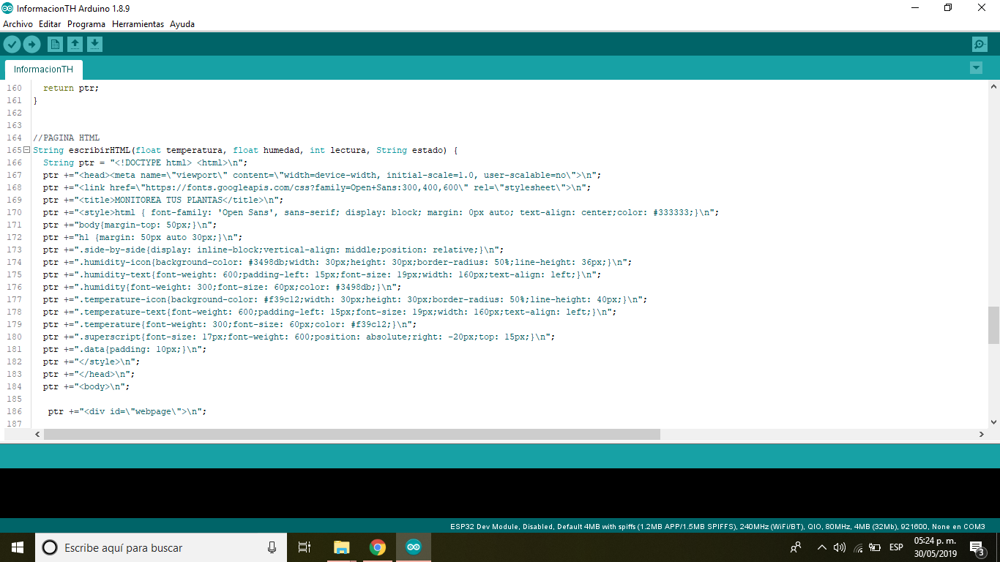 InformacionTH Arduino 1.8.9
Archivo Editar Programa Herramientas Ayuda
InformacionTH
160 return ptr;
161 }
162
163
164 //PAGINA HTML
165 String escribirHTML(float temperatura, float humedad, int lectura, String estado) {
166 String ptr = "<!DOCTYPE html> <html>\n";
167 ptr +="<head><meta name=\"viewport\" content=\"width=device-width, initial-scale=1.0, user-scalable=no\">\n";
168 ptr +="<link href=\"https://fonts.googleapis.com/css?family=Open+Sans:300,400,600\" rel=\"stylesheet\">\n";
169 ptr +="<title>MONITOREA TUS PLANTAS</title>\n";
170 ptr +="<style>html { font-family: 'Open Sans', sans-serif; display: block; margin: 0px auto; text-align: center;color: #333333;}\n";
171 ptr +="body{margin-top: 50px;}\n";
172 ptr +="h1 {margin: 50px auto 30px;}\n";
173 ptr +=".side-by-side{display: inline-block;vertical-align: middle;position: relative;}\n";
174 ptr +=".humidity-icon{background-color: #3498db;width: 30px;height: 30px;border-radius: 50%;line-height: 36px;}\n";
175 ptr +=".humidity-text{font-weight: 600;padding-left: 15px;font-size: 19px;width: 160px;text-align: left;}\n";
176 ptr +=".humidity{font-weight: 300;font-size: 60px;color: #3498db;}\n";
177 ptr +=".temperature-icon{background-color: #f39c12;width: 30px;height: 30px;border-radius: 50%;line-height: 40px;}\n";
178 ptr +=".temperature-text{font-weight: 600;padding-left: 15px;font-size: 19px;width: 160px;text-align: left;}\n";
179 ptr +=".temperature{font-weight: 300;font-size: 60px;color: #f39c12;}\n";
180 ptr +=".superscript{font-size: 17px;font-weight: 600;position: absolute;right: -20px;top: 15px;}\n";
181 ptr +=".data{padding: 10px;}\n";
182 ptr +="</style>\n";
183 ptr +="</head>\n";
184 ptr +="<body>\n";
185
186 ptr +="<div id=\"webpage\">\n";
187
ESP32 Dev Module, Disabled, Default 4MB with spiffs (1.2MB APP/1.5MB SPIFFS), 240MHz (WiFi/BT), QIO, 80MHz, 4MB (32Mb), 921600, None en COM3
Escribe aquí para buscar
ESP
05:24 p. m.
30/05/2019
3